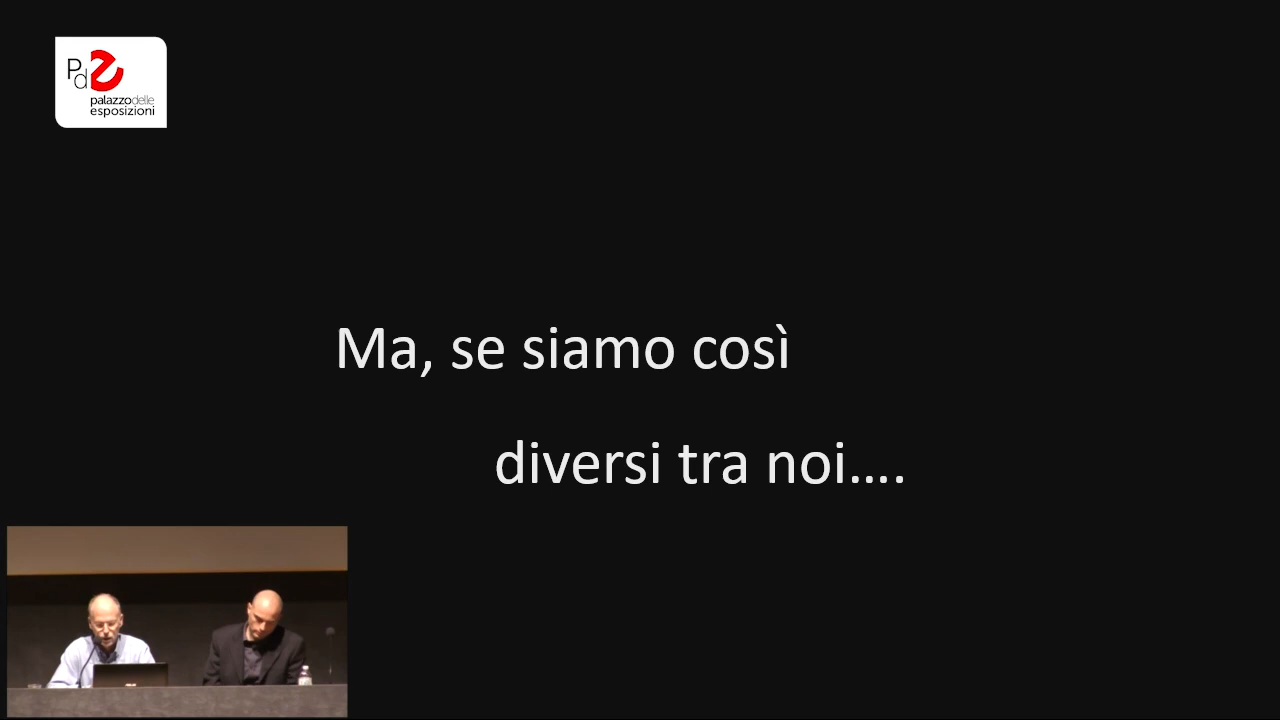 Pd
palazzodelle
esposizioni
Ma, se siamo così
diversi tra noi....